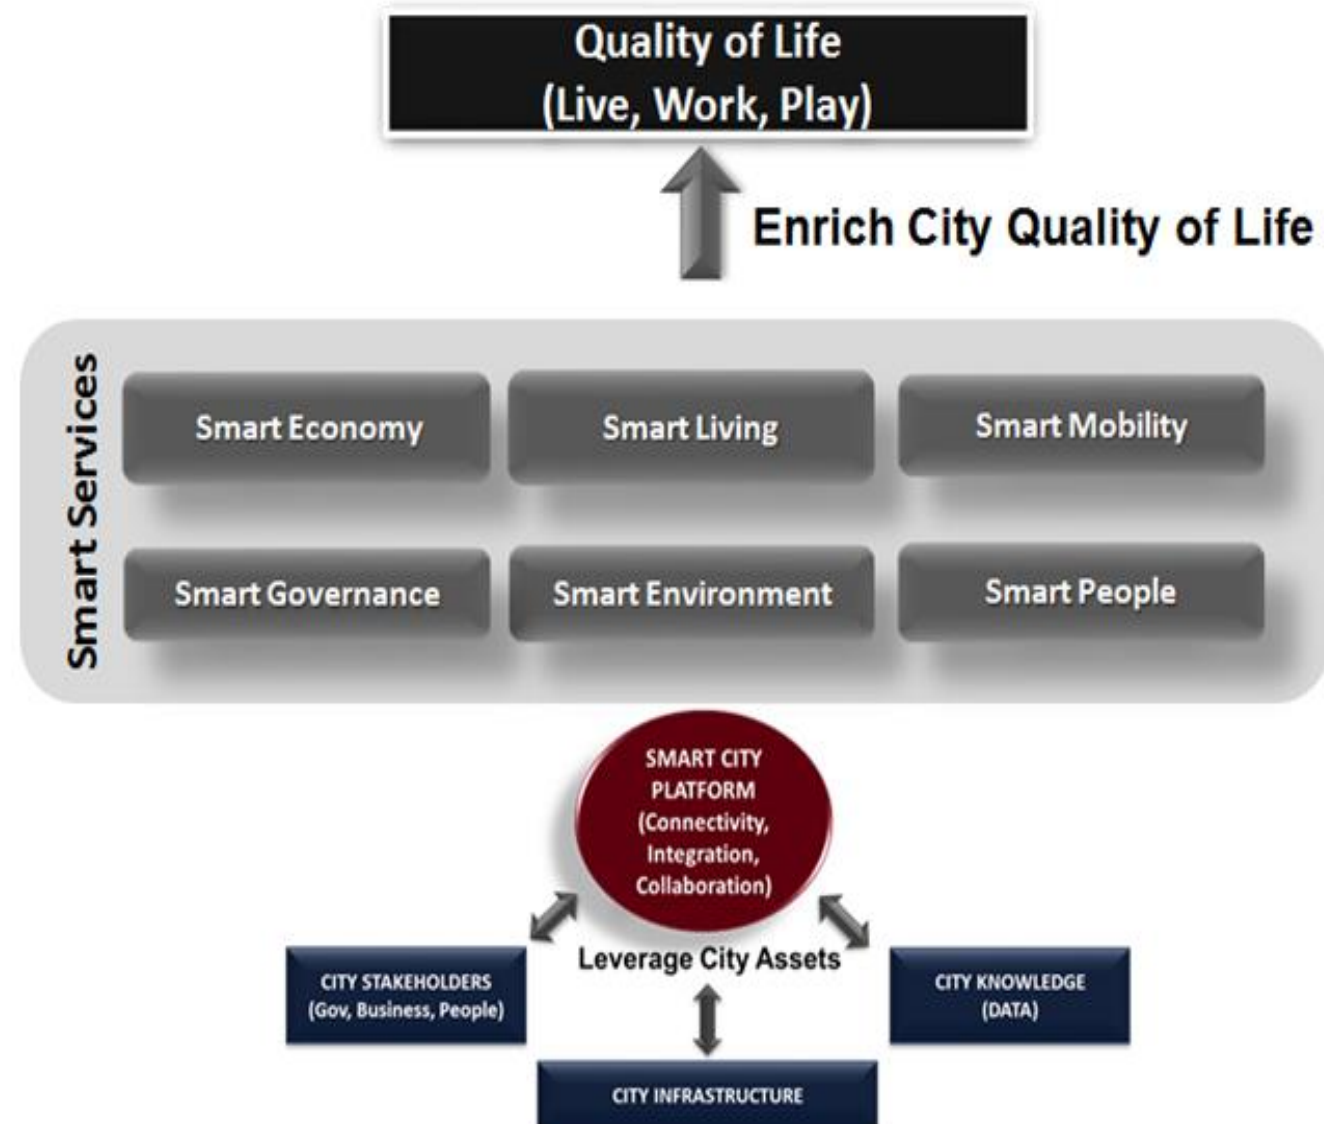 Quality of Life
(Live, Work, Play)
Enrich City Quality of Life
Smart Services
Smart Economy
Smart Living
Smart Mobility
Smart Governance
Smart Environment
Smart People
SMART CITY
PLATFORM
(Connectivity,
Integration,
Collaboration)
Leverage City Assets
CITY STAKEHOLDERS
(Gov, Business, People)
CITY KNOWLEDGE
(DATA)
CITY INFRASTRUCTURE